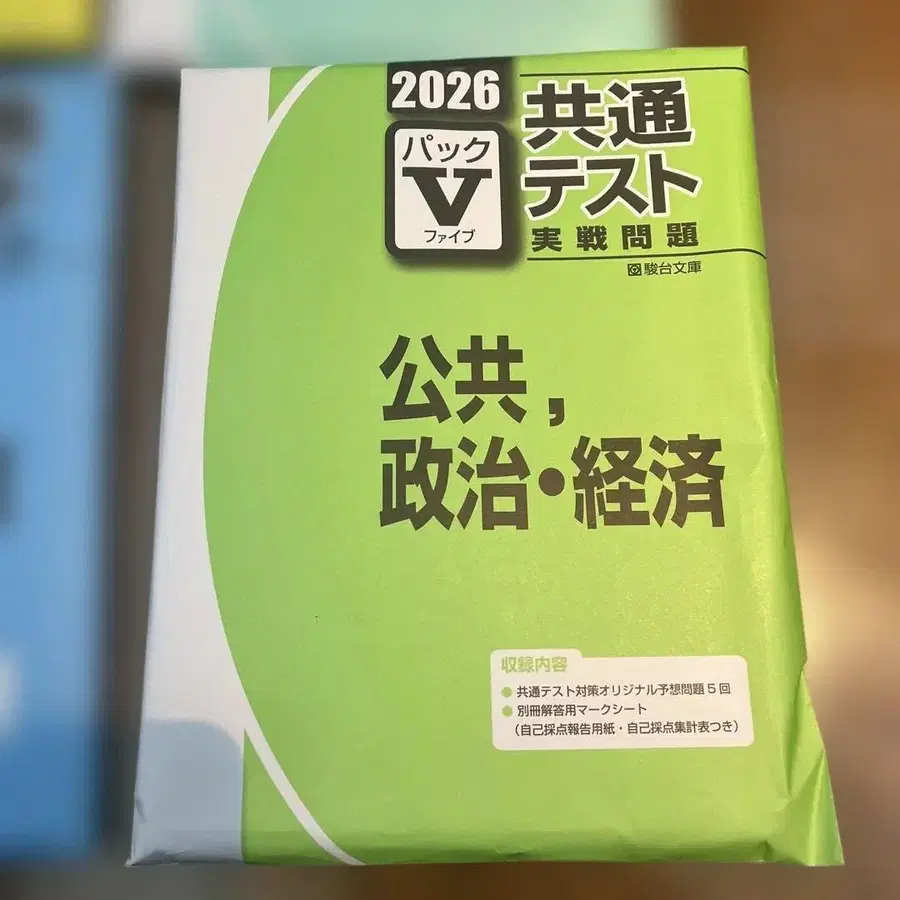 2026
パック
V
ファイブ
共通
テスト
実戦問題
駿台文庫
公共,
政治・経済
収録内容
● 共通テスト対策オリジナル予想問題5回
● 別冊解答用マークシート
(自己採点報告用紙・自己採点集計表つき)